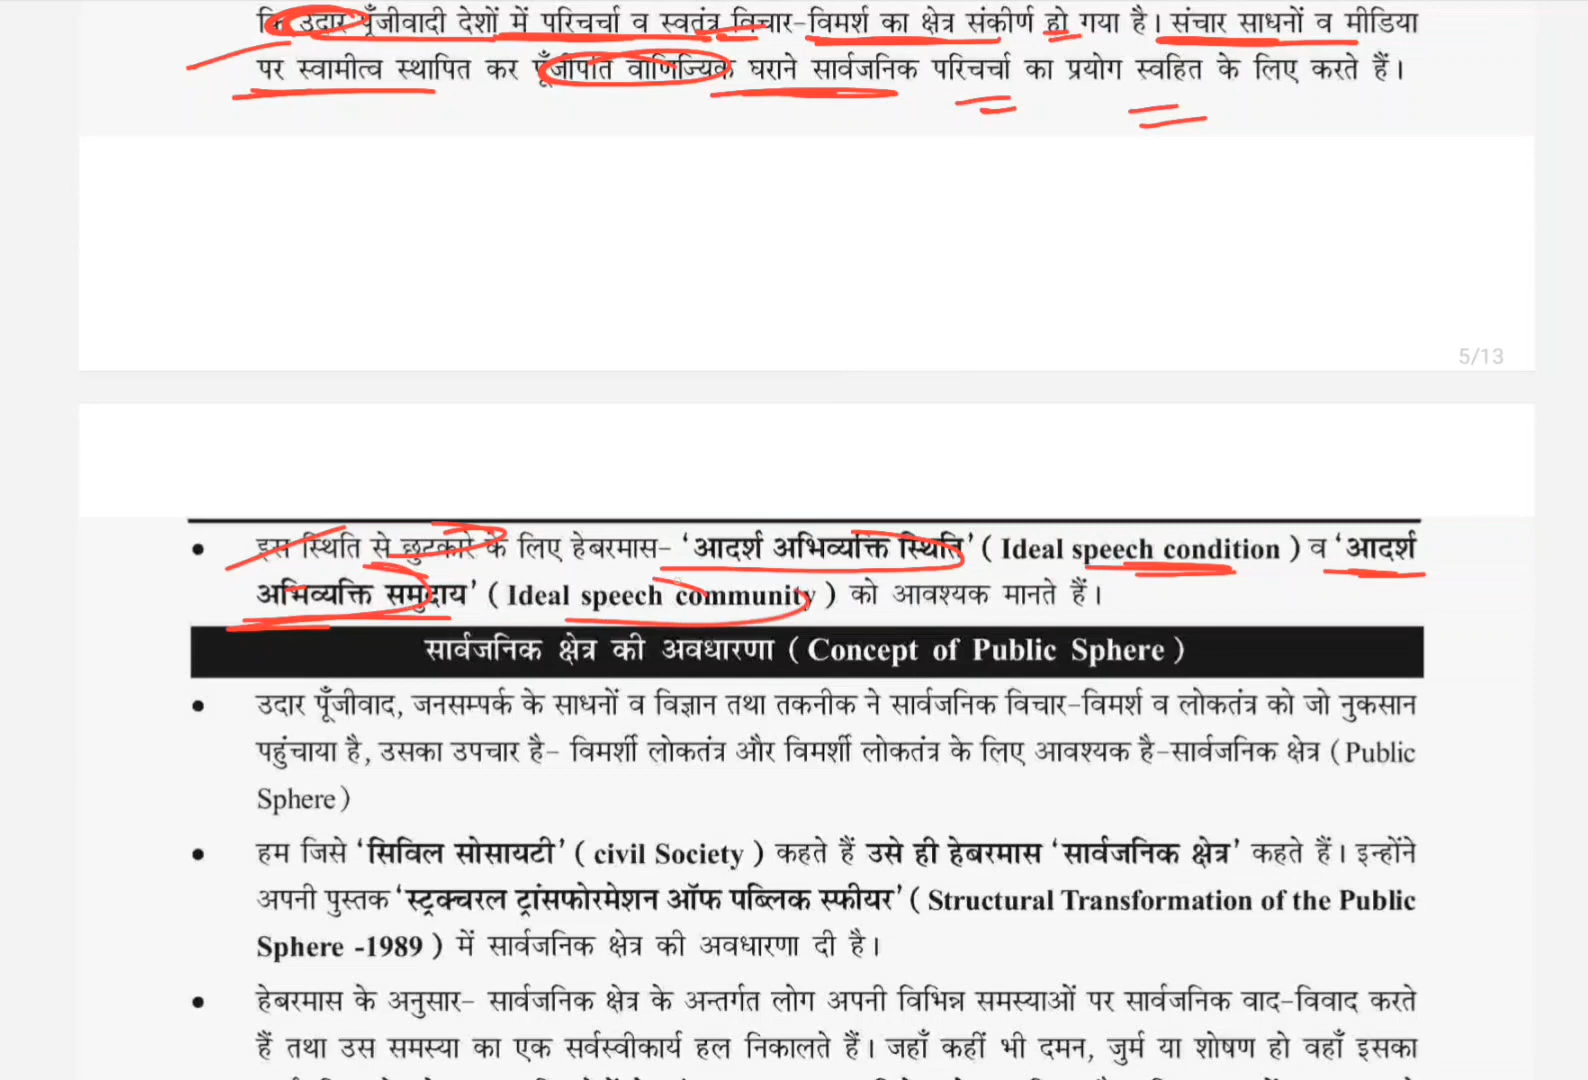 कि उदार पूँजीवादी देशों में परिचर्चा व स्वतंत्र विचार-विमर्श का क्षेत्र संकीर्ण हो गया है। संचार साधनों व मीडिया
पर स्वामीत्व स्थापित कर पूँजीपति वाणिज्यिक घराने सार्वजनिक परिचर्चा का प्रयोग स्वहित के लिए करते हैं।
5/13
● इस स्थिति से छुटकारे के लिए हेबरमास- ‘आदर्श अभिव्यक्ति स्थिति’ ( Ideal speech condition ) व ‘आदर्श
अभिव्यक्ति समुदाय’ ( Ideal speech community ) को आवश्यक मानते हैं।
सार्वजनिक क्षेत्र की अवधारणा ( Concept of Public Sphere )
● उदार पूँजीवाद, जनसम्पर्क के साधनों व विज्ञान तथा तकनीक ने सार्वजनिक विचार-विमर्श व लोकतंत्र को जो नुकसान
पहुंचाया है, उसका उपचार है- विमर्शी लोकतंत्र और विमर्शी लोकतंत्र के लिए आवश्यक है-सार्वजनिक क्षेत्र ( Public
Sphere )
● हम जिसे ‘सिविल सोसायटी’ ( civil Society ) कहते हैं उसे ही हेबरमास ‘सार्वजनिक क्षेत्र’ कहते हैं। इन्होंने
अपनी पुस्तक ‘स्ट्रक्चरल ट्रांसफोरमेशन ऑफ पब्लिक स्फीयर’ ( Structural Transformation of the Public
Sphere -1989 ) में सार्वजनिक क्षेत्र की अवधारणा दी है।
● हेबरमास के अनुसार- सार्वजनिक क्षेत्र के अन्तर्गत लोग अपनी विभिन्न समस्याओं पर सार्वजनिक वाद-विवाद करते
हैं तथा उस समस्या का एक सर्वस्वीकार्य हल निकालते हैं। जहाँ कहीं भी दमन, जुर्म या शोषण हो वहाँ इसका